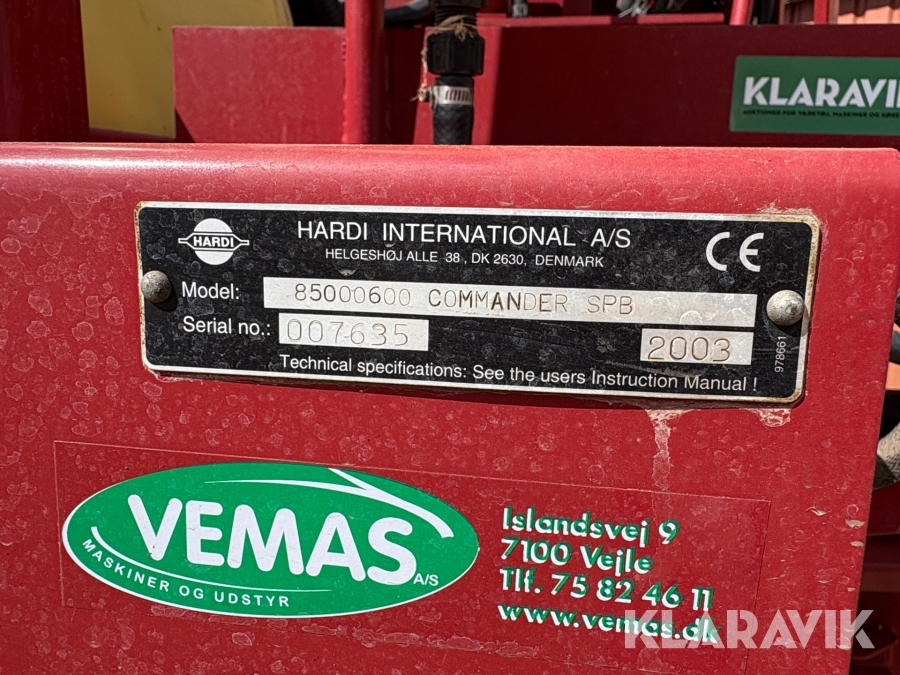 KLARAVIK
HARDI
HARDI INTERNATIONAL A/S
HELGESHØJ ALLE 38, DK 2630, DENMARK
CE
Model: 85000600 COMMANDER SPB
Serial no.: 007635 2003
Technical specifications: See the users Instruction Manual !
978661
VEMAS A/S
MASKINER OG UDSTYR
Islandsvej 9
7100 Vejle
Tlf. 75 82 46 11
www.vemas.dk
KLARAVIK